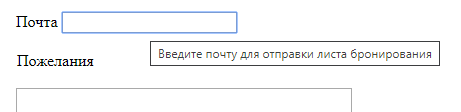 Почта
Введите почту для отправки листа бронирования
Пожелания